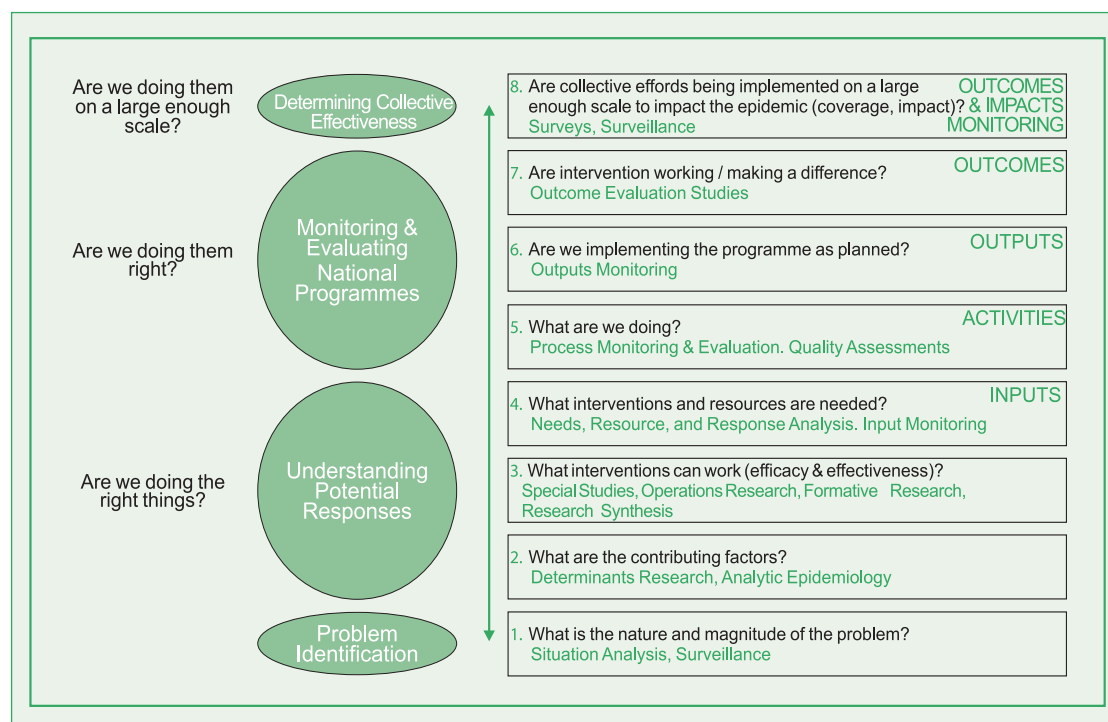 Are we doing them
on a large enough
scale?
Determining Collective
Effectiveness
8. Are collective effords being implemented on a large
enough scale to impact the epidemic (coverage, impact)?
Surveys, Surveillance
OUTCOMES
& IMPACTS
MONITORING
7. Are intervention working / making a difference?
Outcome Evaluation Studies
OUTCOMES
Are we doing them
right?
Monitoring &
Evaluating
National
Programmes
6. Are we implementing the programme as planned?
Outputs Monitoring
OUTPUTS
5. What are we doing?
Process Monitoring & Evaluation. Quality Assessments
ACTIVITIES
4. What interventions and resources are needed?
Needs, Resource, and Response Analysis. Input Monitoring
INPUTS
Are we doing the
right things?
Understanding
Potential
Responses
3. What interventions can work (efficacy & effectiveness)?
Special Studies, Operations Research, Formative Research,
Research Synthesis
2. What are the contributing factors?
Determinants Research, Analytic Epidemiology
Problem
Identification
1. What is the nature and magnitude of the problem?
Situation Analysis, Surveillance